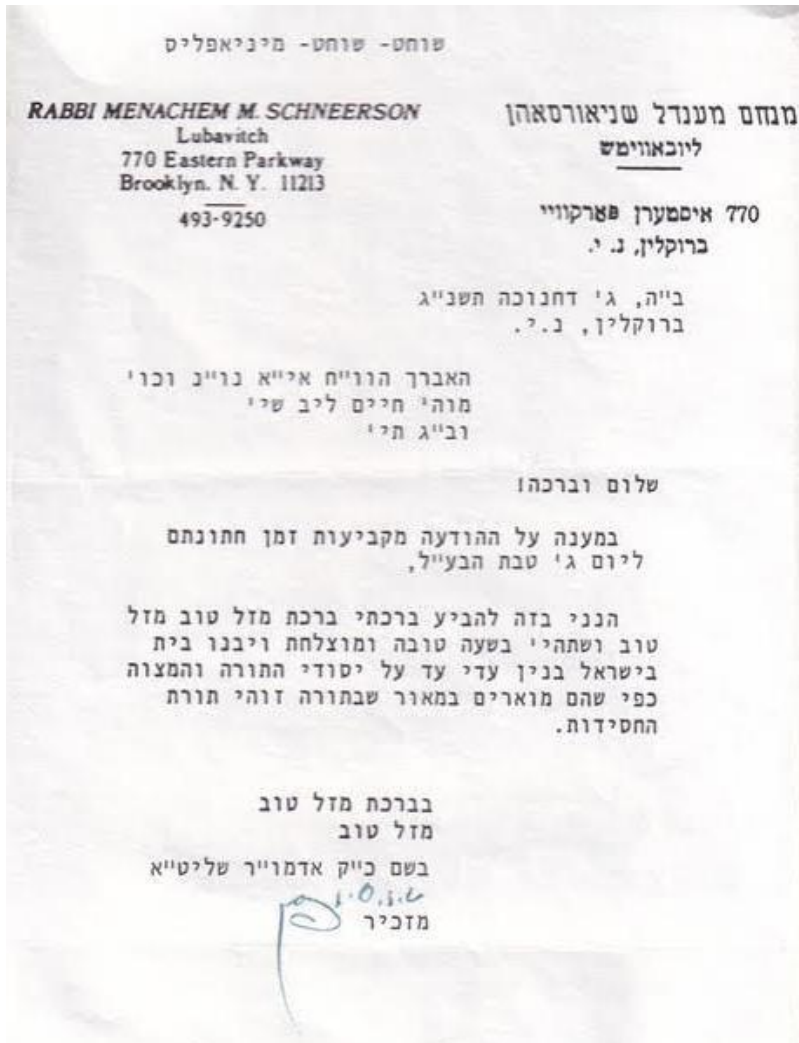 שוחט- שוחט- מיניאפליס
RABBI MENACHEM M. SCHNEERSON
Lubavitch
770 Eastern Parkway
Brooklyn. N. Y. 11213
493-9250
מנחם מענדל שניאורסאהן
ליובאוויטש
770 איסטערן פארקוויי
ברוקלין, נ. י.
ב"ה, ג' דחנוכה תשנ"ג
ברוקלין, נ.י.
האברך הוו"ח אי"א נו"נ וכו'
מוה' חיים ליב שי'
וב"ג תי'
שלום וברכה!
במענה על ההודעה מקביעות זמן חתונתם
ליום ג' טבת הבע"ל,
הנני בזה להביע ברכתי ברכת מזל טוב מזל
טוב ושתהי' בשעה טובה ומוצלחת ויבנו בית
בישראל בנין עדי עד על יסודי התורה והמצוה
כפי שהם מוארים במאור שבתורה זוהי תורת
החסידות.
בברכת מזל טוב
מזל טוב
בשם כ"ק אדמו"ר שליט"א
מזכיר